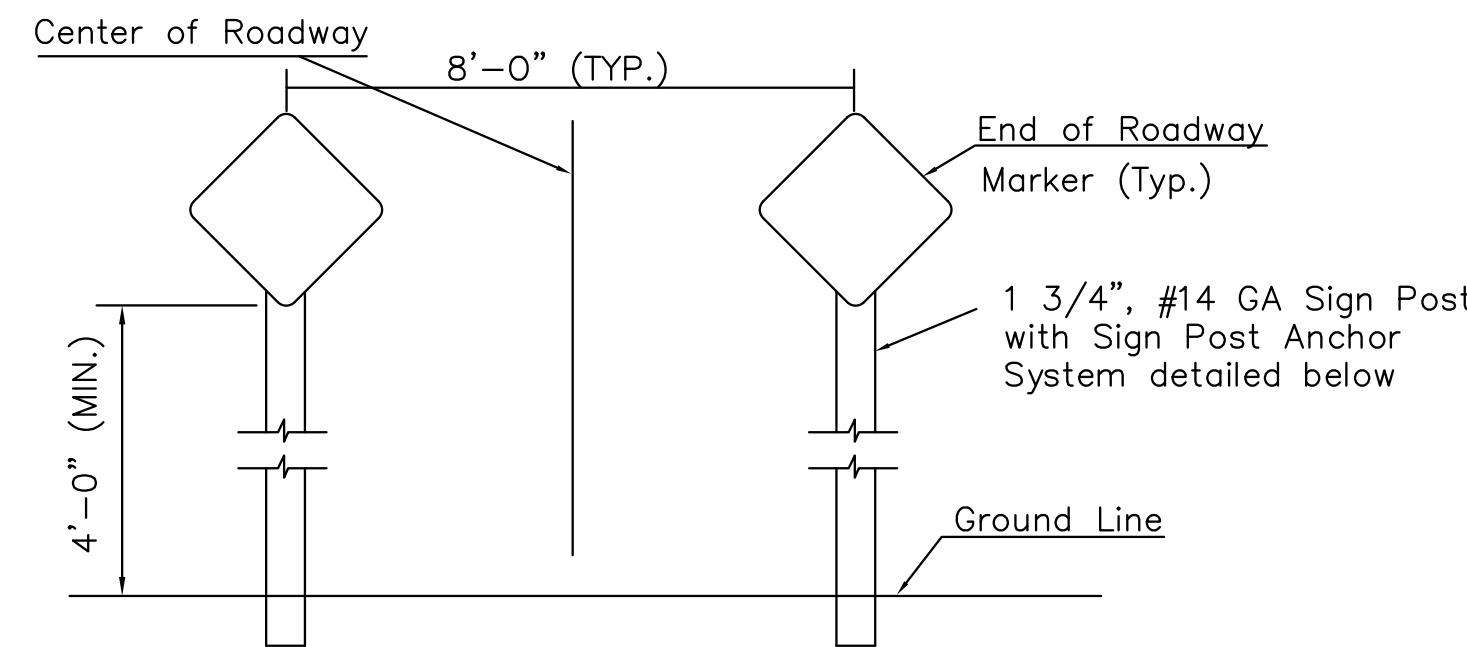 Center of Roadway
8'-0" (TYP.)
End of Roadway
Marker (Typ.)
1 3/4", #14 GA Sign Post
with Sign Post Anchor
System detailed below
4'-0" (MIN.)
Ground Line